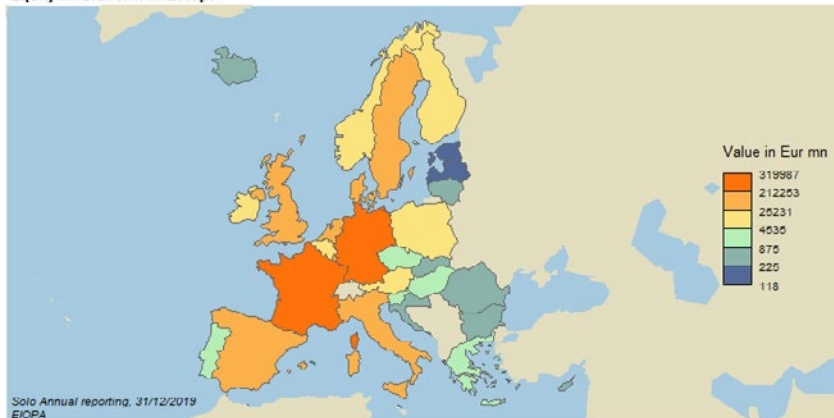 Value in Eur mn
319987
212253
25231
4535
875
225
118
Solo Annual reporting, 31/12/2019
EIOPA